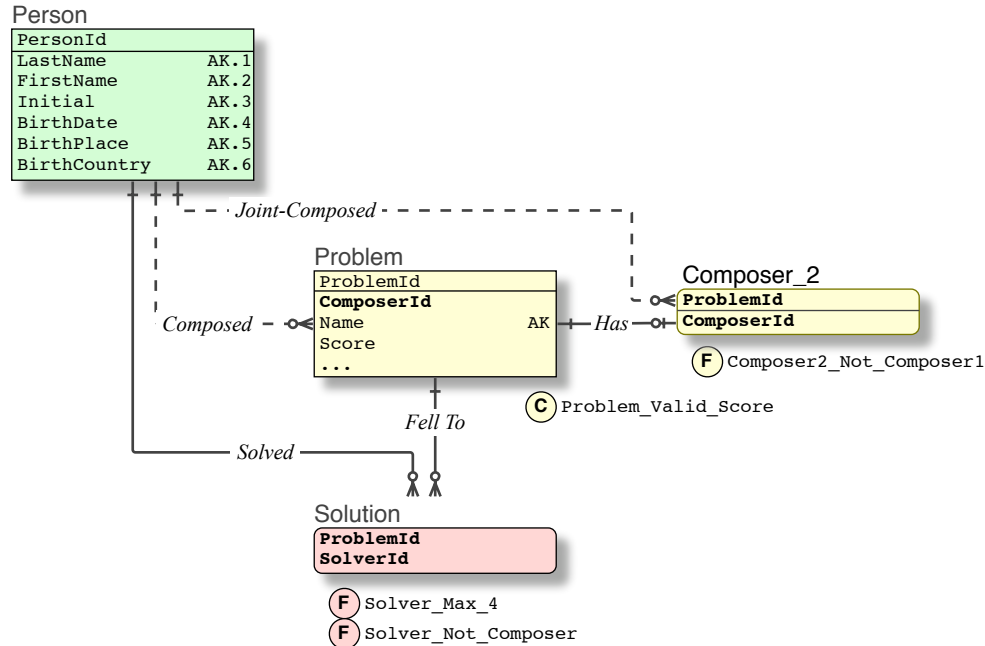 Person
PersonId
LastName AK.1
FirstName AK.2
Initial AK.3
BirthDate AK.4
BirthPlace AK.5
BirthCountry AK.6
Joint-Composed
Problem
ProblemId
ComposerId
Name AK
Score
...
Composed
Has
Composer_2
ProblemId
ComposerId
F Composer2_Not_Composer1
C Problem_Valid_Score
Fell To
Solved
Solution
ProblemId
SolverId
F Solver_Max_4
F Solver_Not_Composer